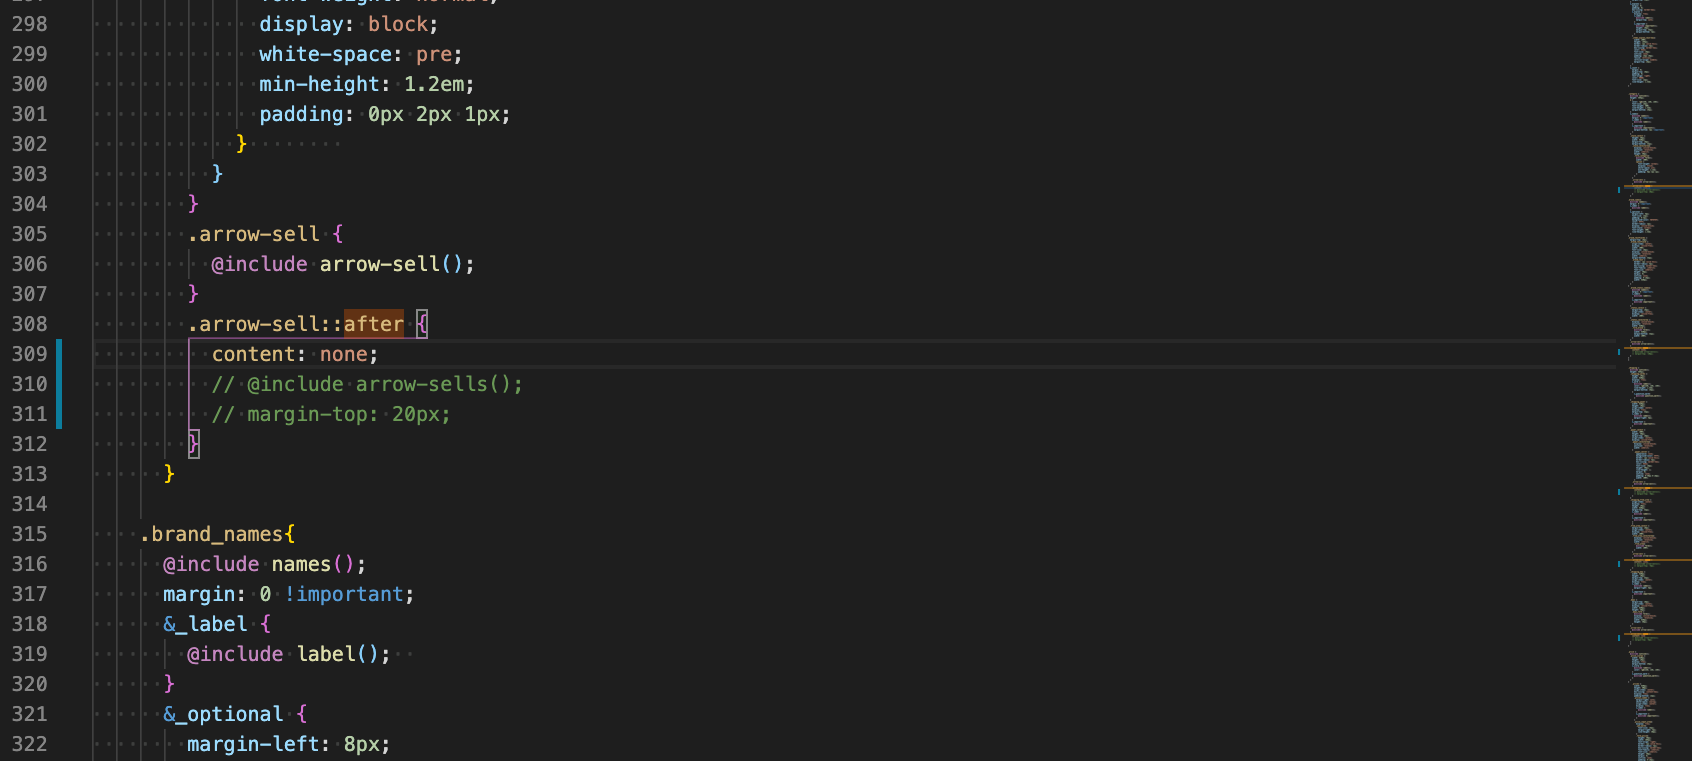 298 display: block;
299 white-space: pre;
300 min-height: 1.2em;
301 padding: 0px 2px 1px;
302 }
303 }
304 }
305 .arrow-sell {
306 @include arrow-sell();
307 }
308 .arrow-sell::after {
309 content: none;
310 // @include arrow-sells();
311 // margin-top: 20px;
312 }
313 }
314
315 .brand_names{
316 @include names();
317 margin: 0 !important;
318 &_label {
319 @include label();
320 }
321 &_optional {
322 margin-left: 8px;